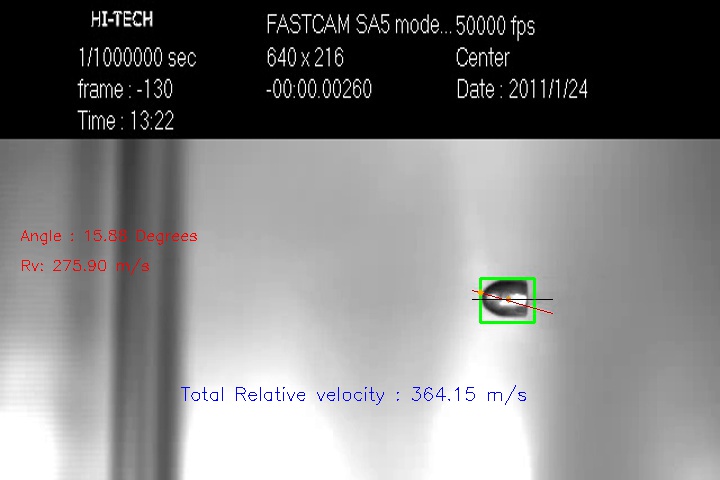 HI-TECH FASTCAM SA5 mode... 50000 fps
1/1000000 sec 640 x 216 Center
frame : -130 -00:00.00260 Date : 2011/1/24
Time : 13:22
Angle : 15.88 Degrees
Rv: 275.90 m/s
Total Relative velocity : 364.15 m/s